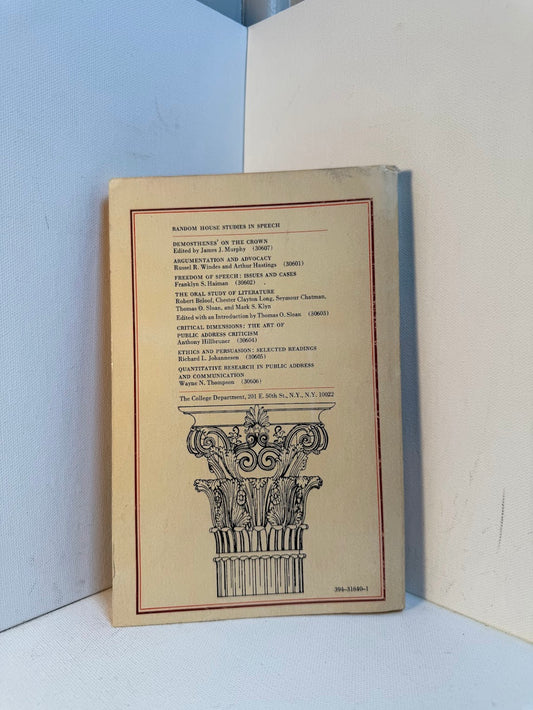 RANDOM HOUSE STUDIES IN SPEECH
DEMOSTHENES' ON THE CROWN
Edited by James J. Murphy (30607)
ARGUMENTATION AND ADVOCACY
Russel R. Windes and Arthur Hastings (30601)
FREEDOM OF SPEECH: ISSUES AND CASES
Franklyn S. Haiman (30602)
THE ORAL STUDY OF LITERATURE
Robert Beloof, Chester Clayton Long, Seymour Chatman,
Thomas O. Sloan, and Mark S. Klyn
Edited with an Introduction by Thomas O. Sloan (30603)
CRITICAL DIMENSIONS: THE ART OF
PUBLIC ADDRESS CRITICISM
Anthony Hillbruner (30604)
ETHICS AND PERSUASION: SELECTED READINGS
Richard L. Johannesen (30605)
QUANTITATIVE RESEARCH IN PUBLIC ADDRESS
AND COMMUNICATION
Wayne N. Thompson (30606)
The College Department, 201 E. 50th St., N.Y., N.Y. 10022
394-31640-1